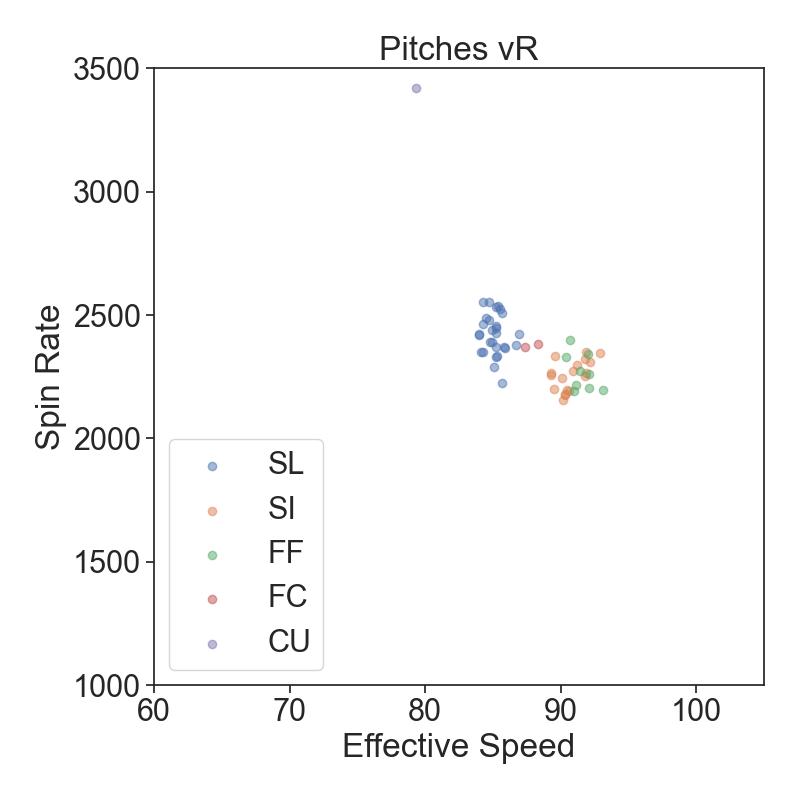 Pitches vR
3500
3000
2500
2000
1500
1000
Spin Rate
SL
SI
FF
FC
CU
60 70 80 90 100
Effective Speed